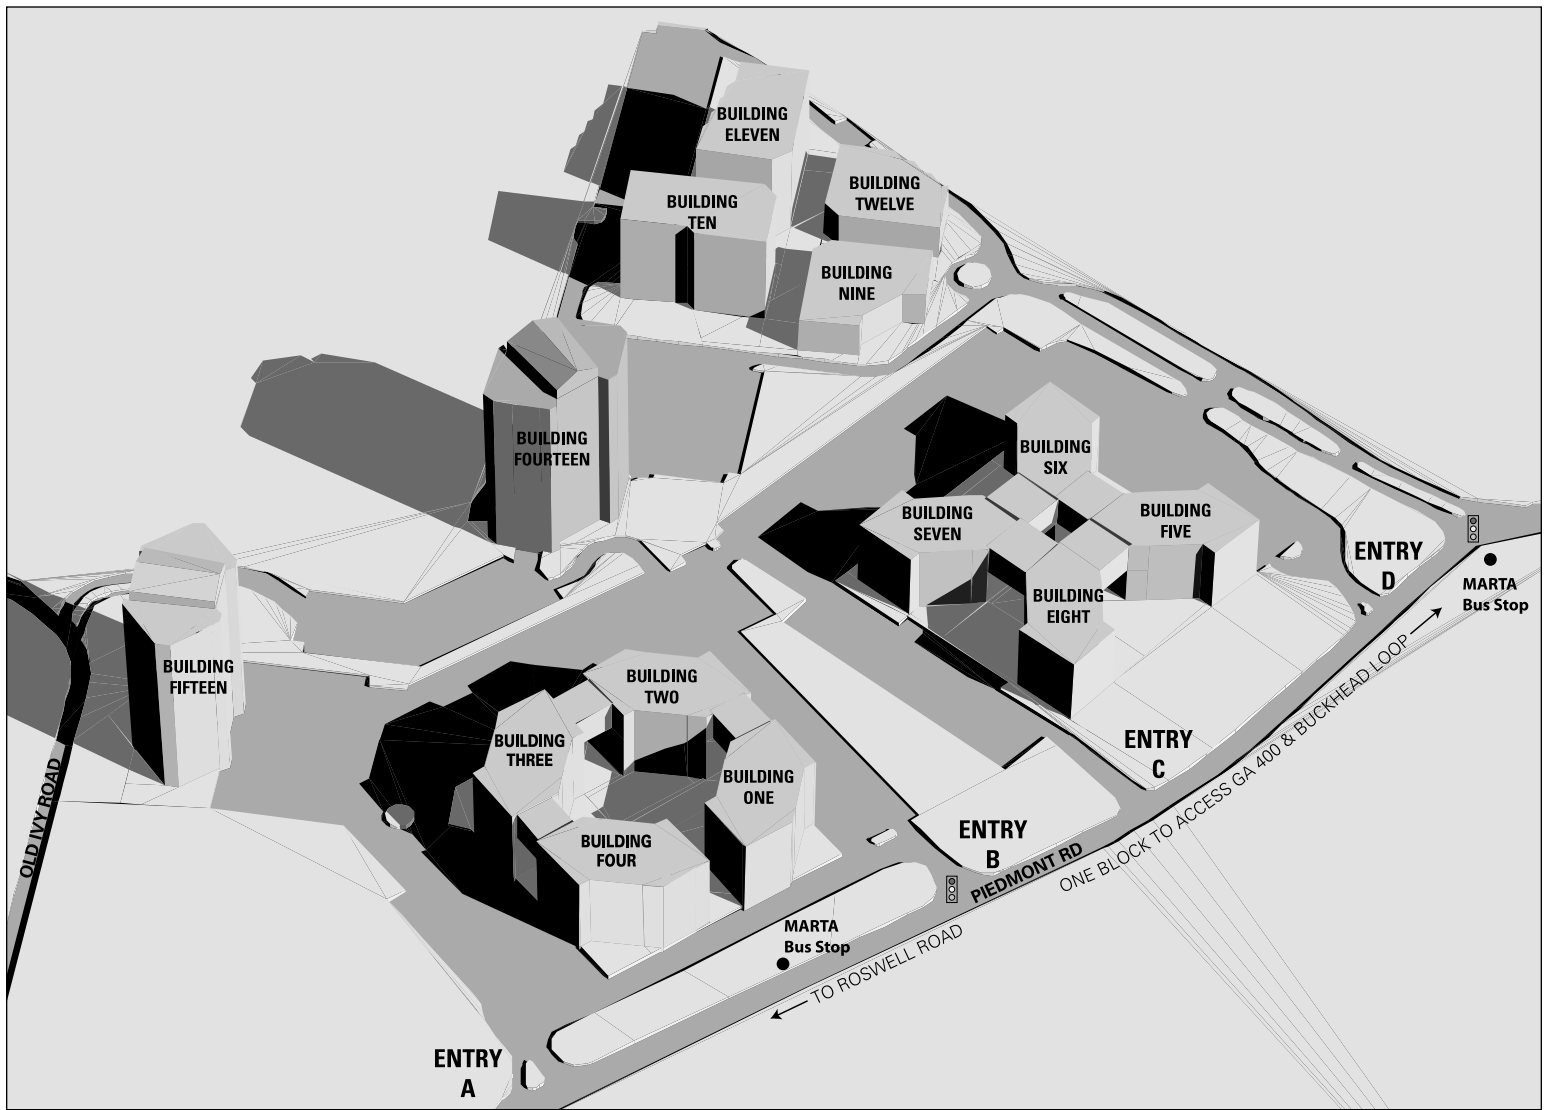 BUILDING
ELEVEN
BUILDING
TWELVE
BUILDING
TEN
BUILDING
NINE
BUILDING
FOURTEEN
BUILDING
SIX
BUILDING
SEVEN
BUILDING
FIVE
BUILDING
EIGHT
ENTRY
D
MARTA
Bus Stop
BUILDING
FIFTEEN
BUILDING
TWO
BUILDING
THREE
BUILDING
ONE
BUILDING
FOUR
ENTRY
C
ENTRY
B
OLD IVY ROAD
PIEDMONT RD
ONE BLOCK TO ACCESS GA 400 & BUCKHEAD LOOP
MARTA
Bus Stop
TO ROSWELL ROAD
ENTRY
A